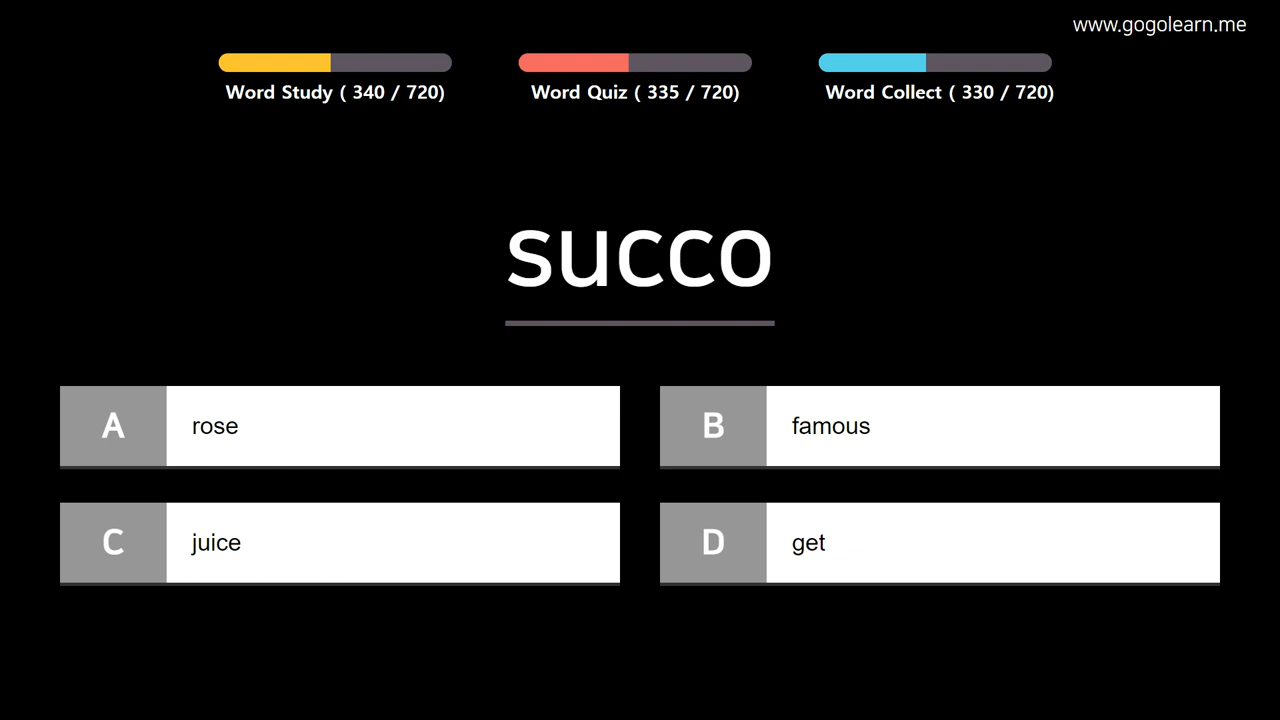 www.gogolearn.me
Word Study ( 340 / 720)
Word Quiz ( 335 / 720)
Word Collect ( 330 / 720)
succo
A rose
B famous
C juice
D get